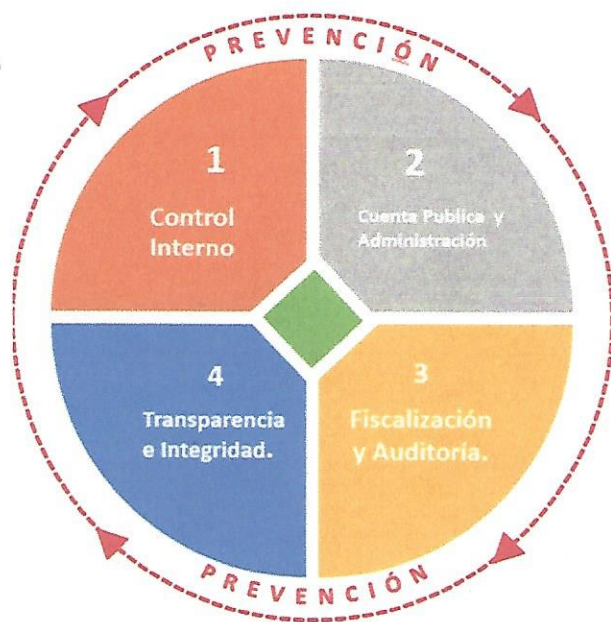 PREVENCIÓN
1
Control
Interno
2
Cuenta Publica y
Administración
4
Transparencia
e Integridad.
3
Fiscalización
y Auditoría.
PREVENCIÓN